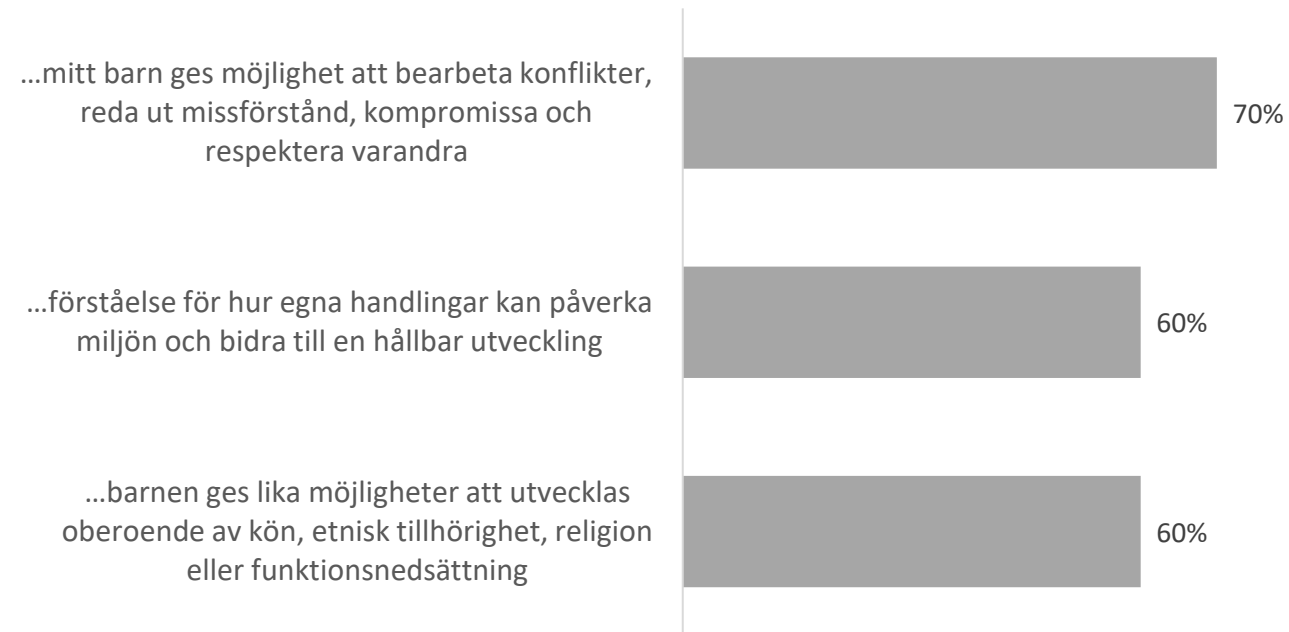 ...mitt barn ges möjlighet att bearbeta konflikter,
reda ut missförstånd, kompromissa och
respektera varandra
70%
...förståelse för hur egna handlingar kan påverka
miljön och bidra till en hållbar utveckling
60%
...barnen ges lika möjligheter att utvecklas
oberoende av kön, etnisk tillhörighet, religion
eller funktionsnedsättning
60%